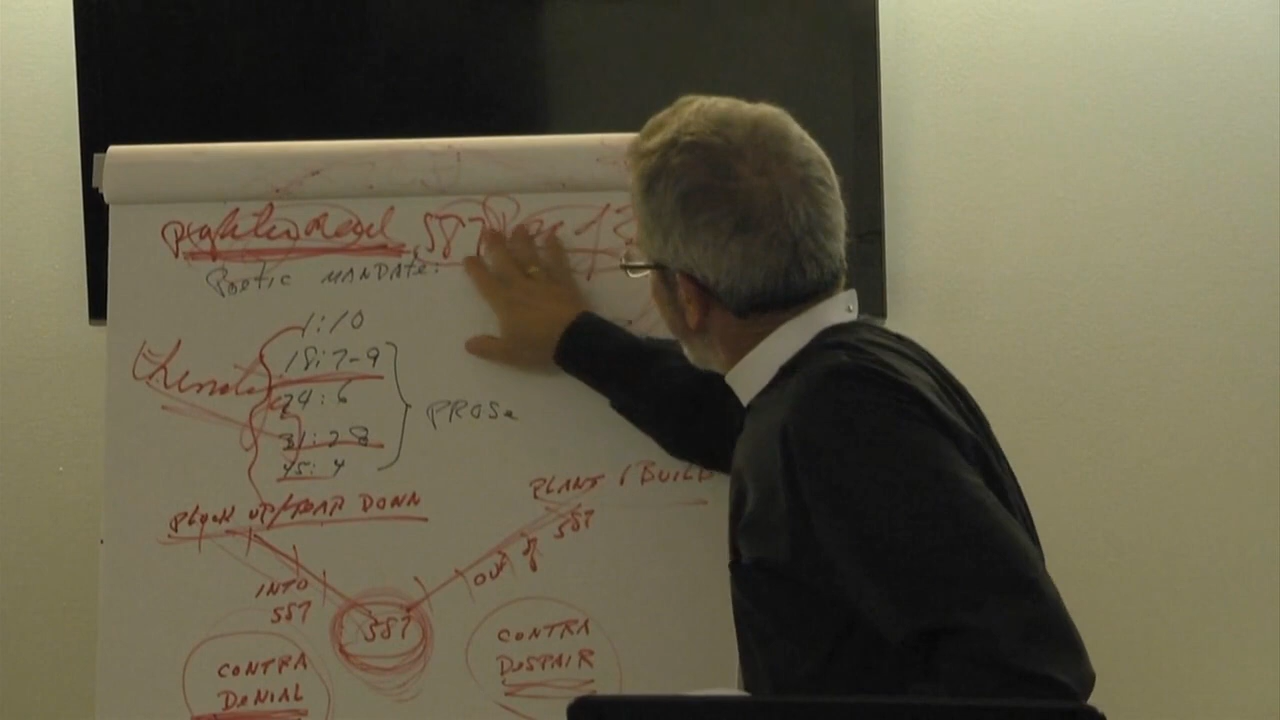 587
POETIC MANDATE:
1:10
18:7-9
24:6
31:28
45:4
PROSE
PLANT / BUILD
PLUCK UP/TEAR DOWN
INTO
587
OUT OF 587
587
CONTRA
DENIAL
CONTRA
DESPAIR